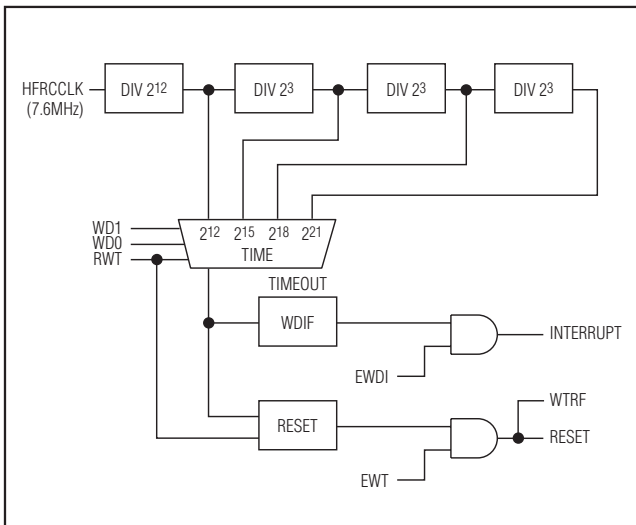 HFRCCLK
(7.6MHz)
DIV 2¹²
DIV 2³
DIV 2³
DIV 2³
WD1
WD0
RWT
2¹² 2¹⁵ 2¹⁸ 2²¹
TIME
TIMEOUT
WDIF
INTERRUPT
EWDI
WTRF
RESET
RESET
EWT